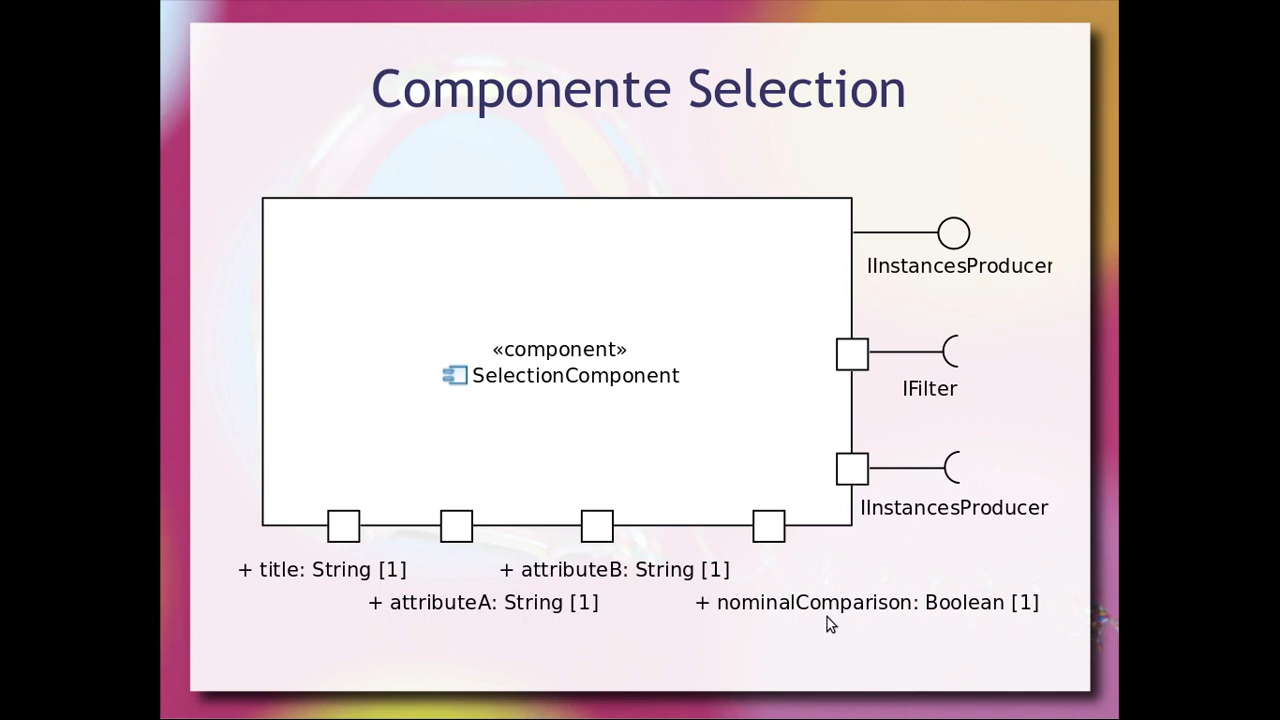 Componente Selection
IInstancesProducer
«component»
SelectionComponent
IFilter
IInstancesProducer
+ title: String [1]
+ attributeB: String [1]
+ attributeA: String [1]
+ nominalComparison: Boolean [1]